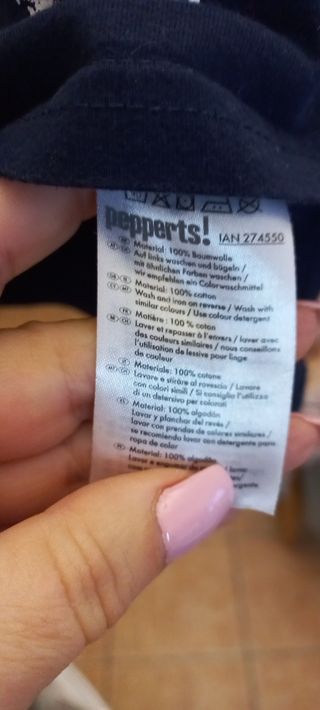 pepperts! IAN 274550
DE Material: 100% Baumwolle
Auf links waschen und bügeln /
mit ähnlichen Farben waschen /
wir empfehlen ein Colorwaschmittel
Material: 100% cotton
Wash and iron on reverse / Wash with
similar colours / Use colour detergent
Matière: 100 % coton
Laver et repasser à l'envers / laver avec
des couleurs similaires / nous conseillons
l'utilisation de lessive pour linge
de couleur
Materiale: 100% cotone
Lavare e stirare al rovescio / Lavare
con colori simili / Si consiglia l'utilizzo
di un detersivo per colorati
Material: 100% algodón
Lavar y planchar del revés /
lavar con prendas de colores similares /
se recomienda lavar con detergente para
ropa de color
Material: 100%